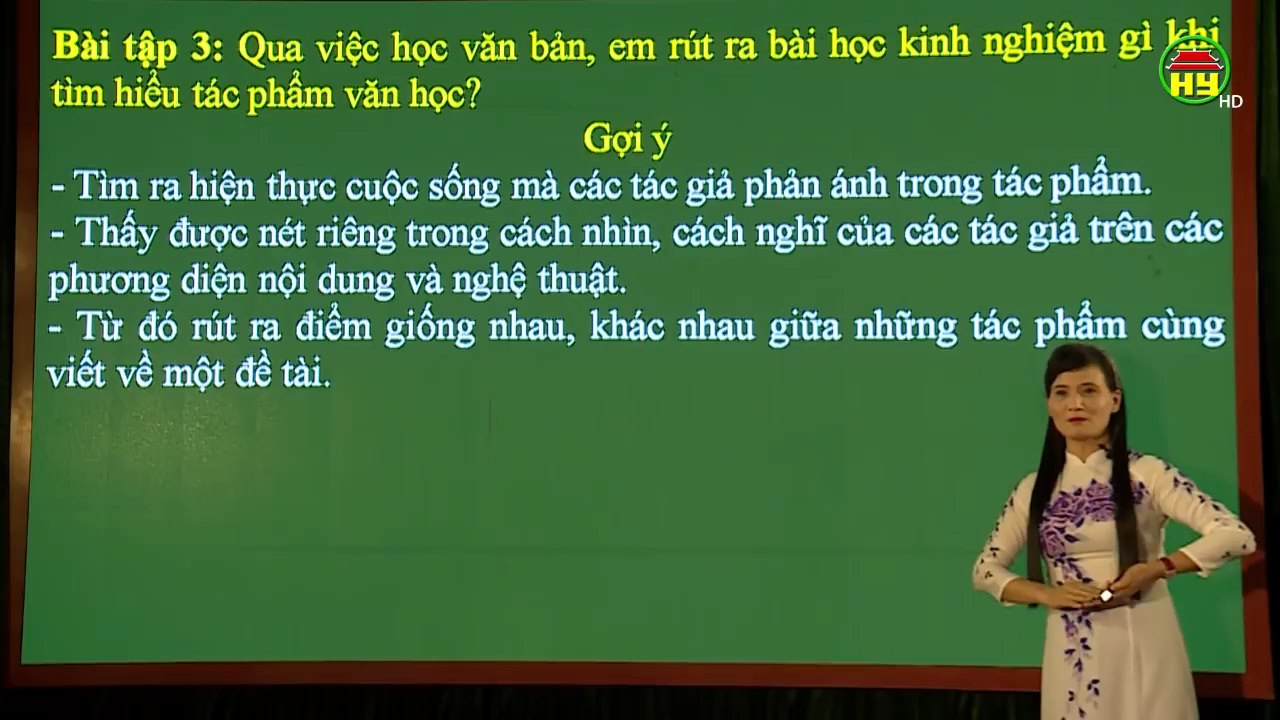 Bài tập 3: Qua việc học văn bản, em rút ra bài học kinh nghiệm gì khi
tìm hiểu tác phẩm văn học?
Gợi ý
- Tìm ra hiện thực cuộc sống mà các tác giả phản ánh trong tác phẩm.
- Thấy được nét riêng trong cách nhìn, cách nghĩ của các tác giả trên các
phương diện nội dung và nghệ thuật.
- Từ đó rút ra điểm giống nhau, khác nhau giữa những tác phẩm cùng
viết về một đề tài.
HY
HD